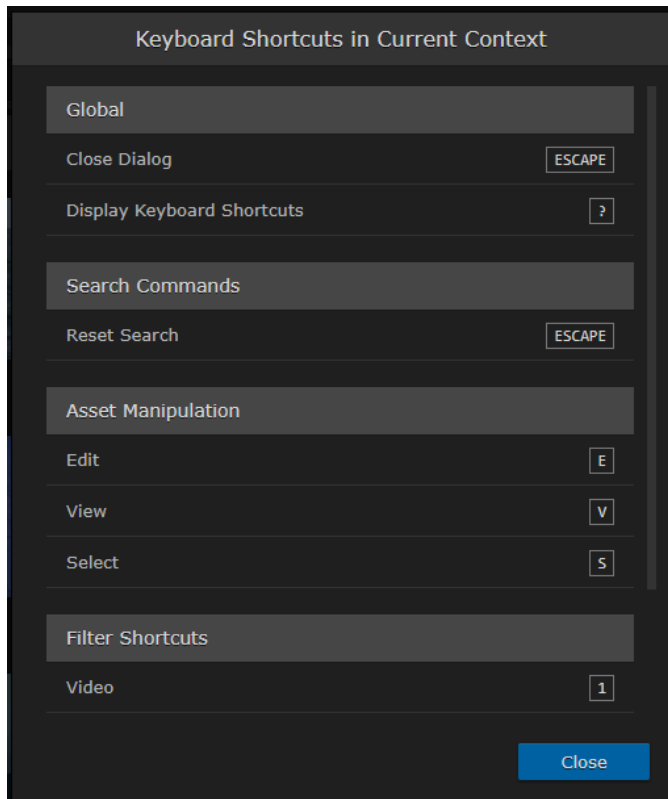 Keyboard Shortcuts in Current Context
Global
Close Dialog ESCAPE
Display Keyboard Shortcuts ?
Search Commands
Reset Search ESCAPE
Asset Manipulation
Edit E
View V
Select S
Filter Shortcuts
Video 1
Close